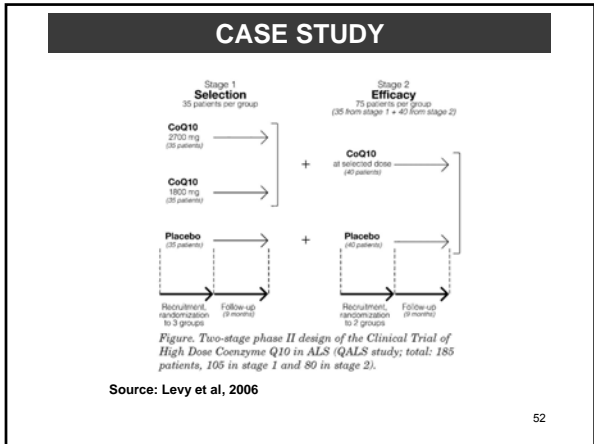 CASE STUDY
Stage 1
Selection
35 patients per group
Stage 2
Efficacy
75 patients per group
(35 from stage 1 + 40 from stage 2)
CoQ10
2700 mg
(35 patients)
CoQ10
1800 mg
(35 patients)
+
CoQ10
at selected dose
(40 patients)
Placebo
(35 patients)
+
Placebo
(40 patients)
Recruitment,
randomization
to 3 groups
Follow-up
(9 months)
Recruitment,
randomization
to 2 groups
Follow-up
(9 months)
Figure. Two-stage phase II design of the Clinical Trial of
High Dose Coenzyme Q10 in ALS (QALS study; total: 185
patients, 105 in stage 1 and 80 in stage 2).
Source: Levy et al, 2006
52